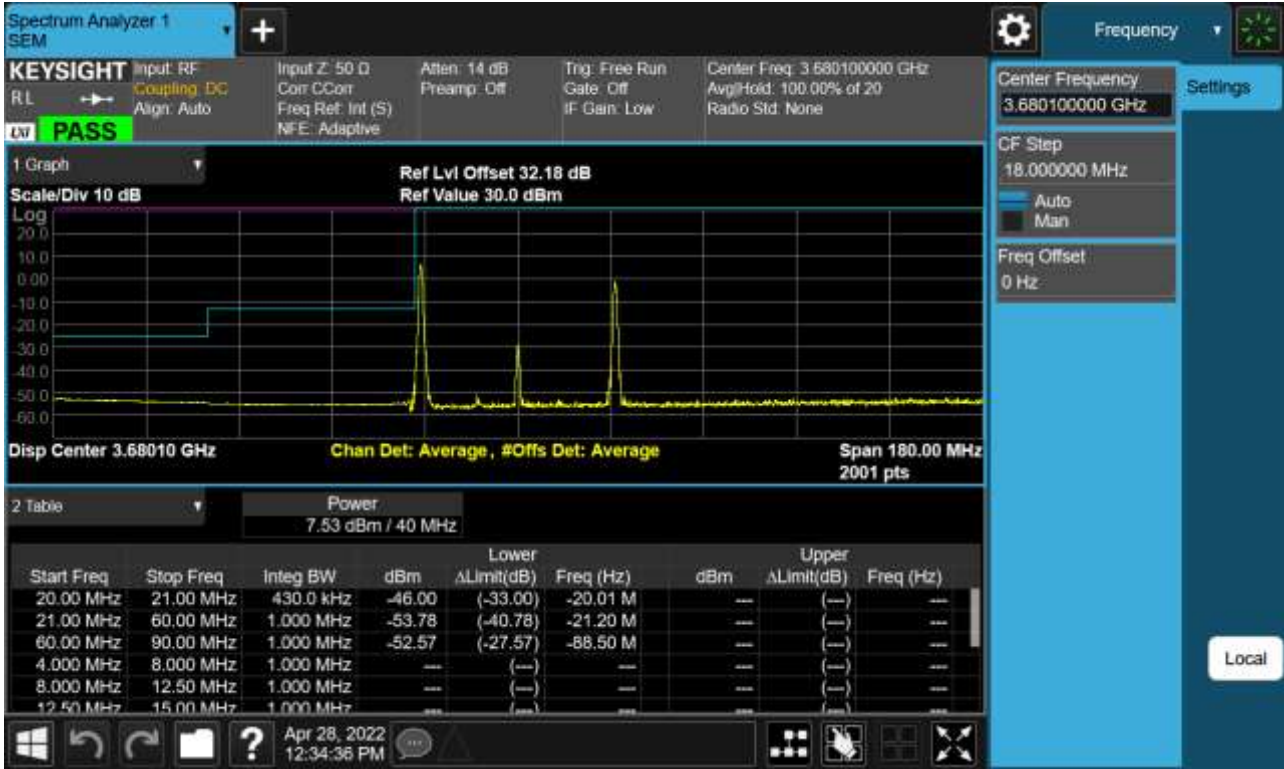 Spectrum Analyzer 1
SEM
Frequency
KEYSIGHT
RL
LXI
PASS
Input: RF
Coupling: DC
Align: Auto
Input Z: 50 Ω
Corr CCorr
Freq Ref: Int (S)
NFE: Adaptive
Atten: 14 dB
Preamp: Off
Trig: Free Run
Gate: Off
IF Gain: Low
Center Freq: 3.680100000 GHz
Avg|Hold: 100.00% of 20
Radio Std: None
Center Frequency
3.680100000 GHz
Settings
CF Step
18.000000 MHz
Auto
Man
Freq Offset
0 Hz
1 Graph
Ref Lvl Offset 32.18 dB
Scale/Div 10 dB
Ref Value 30.0 dBm
Log
20.0
10.0
0.00
-10.0
-20.0
-30.0
-40.0
-50.0
-60.0
Disp Center 3.68010 GHz
Chan Det: Average, #Offs Det: Average
Span 180.00 MHz
2001 pts
2 Table
Power
7.53 dBm / 40 MHz
Lower Upper
Start Freq Stop Freq Integ BW dBm ΔLimit(dB) Freq (Hz) dBm ΔLimit(dB) Freq (Hz)
20.00 MHz 21.00 MHz 430.0 kHz -46.00 (-33.00) -20.01 M --- (---) ---
21.00 MHz 60.00 MHz 1.000 MHz -53.78 (-40.78) -21.20 M --- (---) ---
60.00 MHz 90.00 MHz 1.000 MHz -52.57 (-27.57) -88.50 M --- (---) ---
4.000 MHz 8.000 MHz 1.000 MHz --- (---) --- --- (---) ---
8.000 MHz 12.50 MHz 1.000 MHz --- (---) --- --- (---) ---
12.50 MHz 15.00 MHz 1.000 MHz --- (---) --- --- (---) ---
Local
Apr 28, 2022
12:34:36 PM